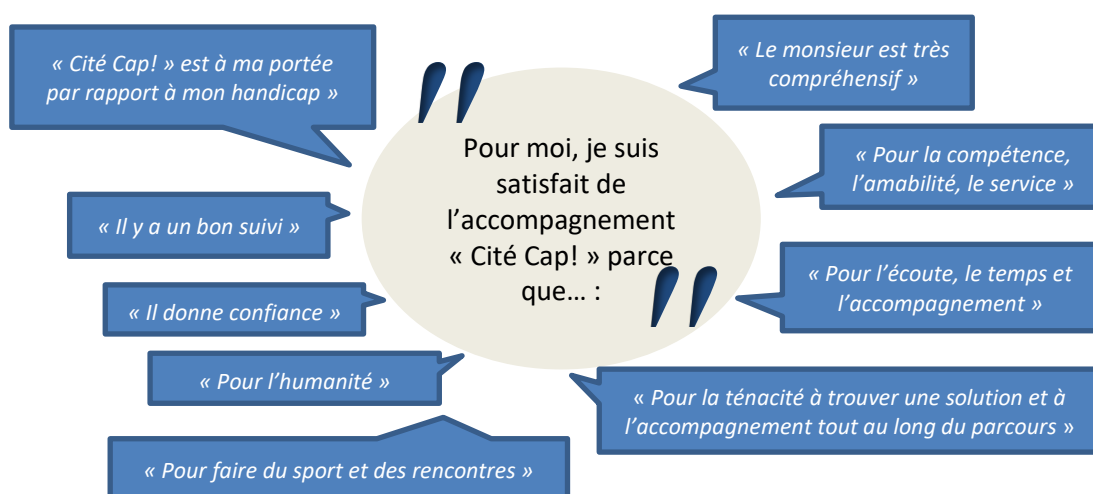 « Cité Cap! » est à ma portée
par rapport à mon handicap »
« Le monsieur est très
compréhensif »
Pour moi, je suis
satisfait de
l’accompagnement
« Cité Cap! » parce
que… :
« Pour la compétence,
l’amabilité, le service »
« Il y a un bon suivi »
« Pour l’écoute, le temps et
l’accompagnement »
« Il donne confiance »
« Pour l’humanité »
« Pour la ténacité à trouver une solution et à
l’accompagnement tout au long du parcours »
« Pour faire du sport et des rencontres »